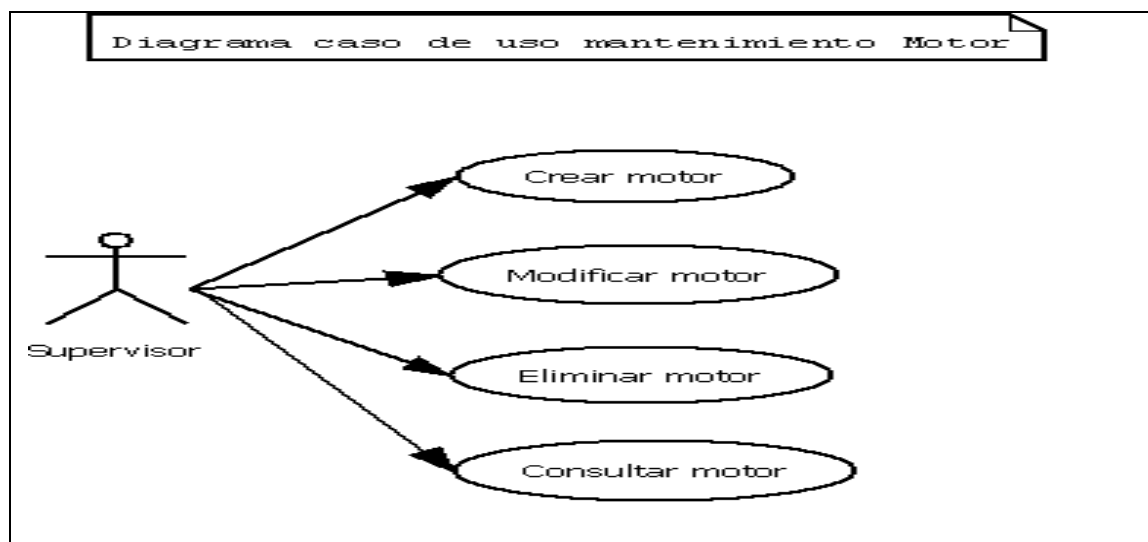 Diagrama caso de uso mantenimiento Motor
Crear motor
Modificar motor
Supervisor
Eliminar motor
Consultar motor